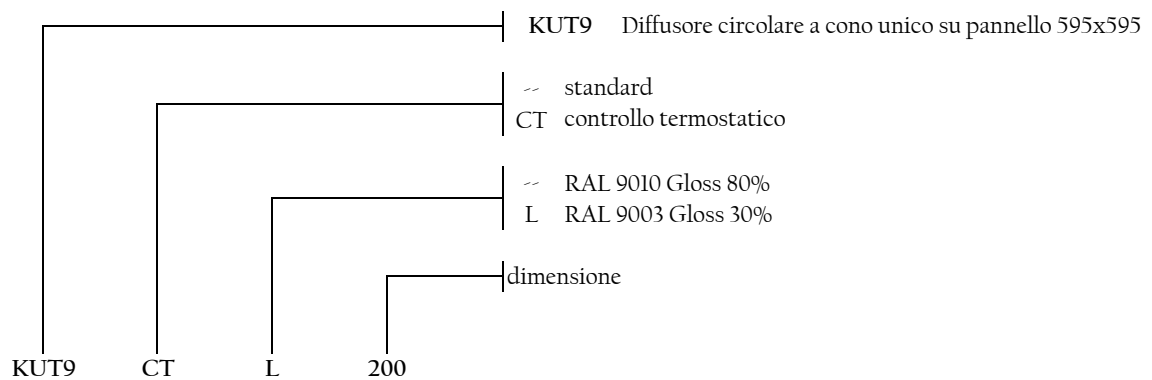 KUT9 Diffusore circolare a cono unico su pannello 595x595
-- standard
CT controllo termostatico
-- RAL 9010 Gloss 80%
L RAL 9003 Gloss 30%
dimensione
KUT9 CT L 200